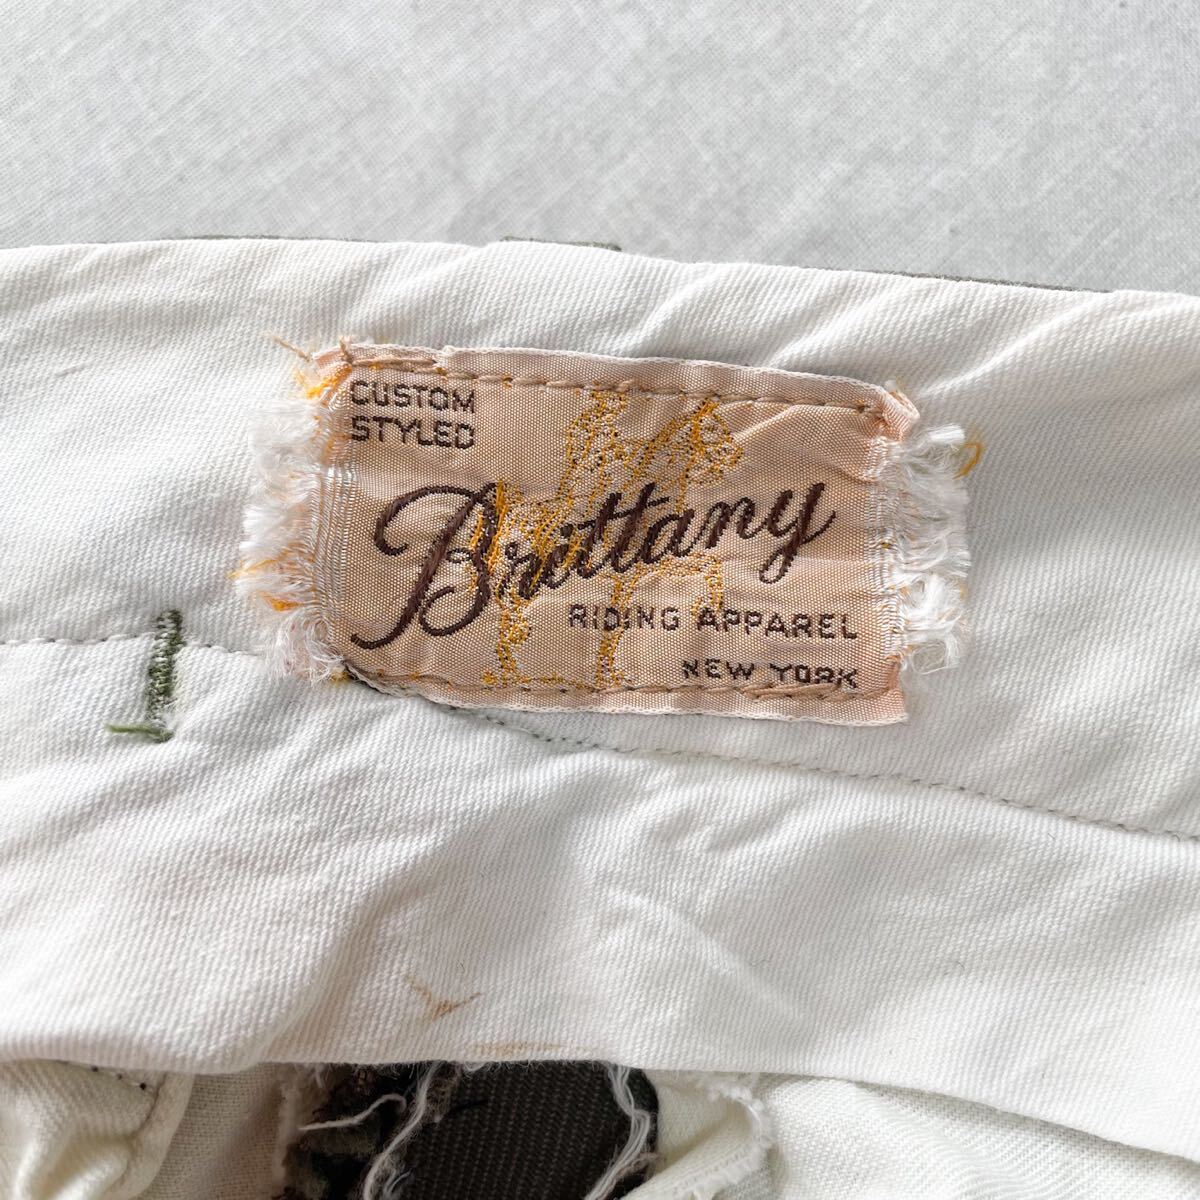 CUSTOM
STYLED
Brittany
RIDING APPAREL
NEW YORK